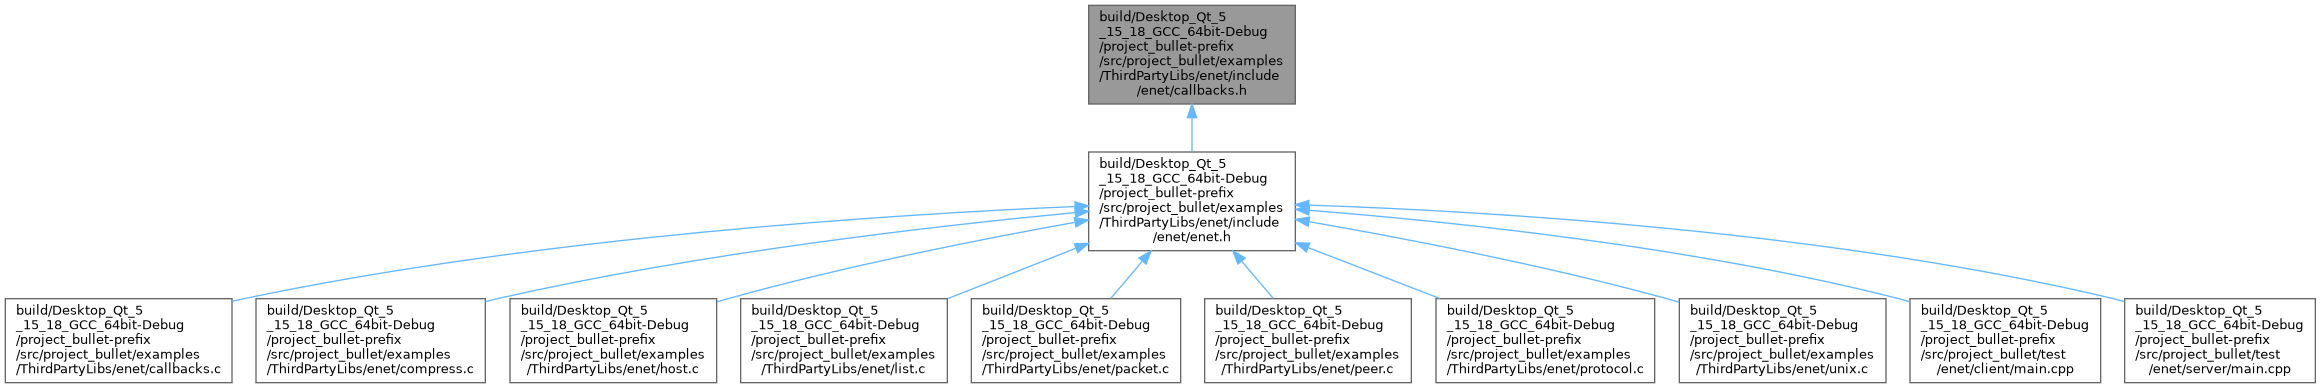 build/Desktop_Qt_5
_15_18_GCC_64bit-Debug
/project_bullet-prefix
/src/project_bullet/examples
/ThirdPartyLibs/enet/include
/enet/callbacks.h
build/Desktop_Qt_5
_15_18_GCC_64bit-Debug
/project_bullet-prefix
/src/project_bullet/examples
/ThirdPartyLibs/enet/include
/enet/enet.h
build/Desktop_Qt_5
_15_18_GCC_64bit-Debug
/project_bullet-prefix
/src/project_bullet/examples
/ThirdPartyLibs/enet/callbacks.c
build/Desktop_Qt_5
_15_18_GCC_64bit-Debug
/project_bullet-prefix
/src/project_bullet/examples
/ThirdPartyLibs/enet/compress.c
build/Desktop_Qt_5
_15_18_GCC_64bit-Debug
/project_bullet-prefix
/src/project_bullet/examples
/ThirdPartyLibs/enet/host.c
build/Desktop_Qt_5
_15_18_GCC_64bit-Debug
/project_bullet-prefix
/src/project_bullet/examples
/ThirdPartyLibs/enet/list.c
build/Desktop_Qt_5
_15_18_GCC_64bit-Debug
/project_bullet-prefix
/src/project_bullet/examples
/ThirdPartyLibs/enet/packet.c
build/Desktop_Qt_5
_15_18_GCC_64bit-Debug
/project_bullet-prefix
/src/project_bullet/examples
/ThirdPartyLibs/enet/peer.c
build/Desktop_Qt_5
_15_18_GCC_64bit-Debug
/project_bullet-prefix
/src/project_bullet/examples
/ThirdPartyLibs/enet/protocol.c
build/Desktop_Qt_5
_15_18_GCC_64bit-Debug
/project_bullet-prefix
/src/project_bullet/examples
/ThirdPartyLibs/enet/unix.c
build/Desktop_Qt_5
_15_18_GCC_64bit-Debug
/project_bullet-prefix
/src/project_bullet/test
/enet/client/main.cpp
build/Desktop_Qt_5
_15_18_GCC_64bit-Debug
/project_bullet-prefix
/src/project_bullet/test
/enet/server/main.cpp